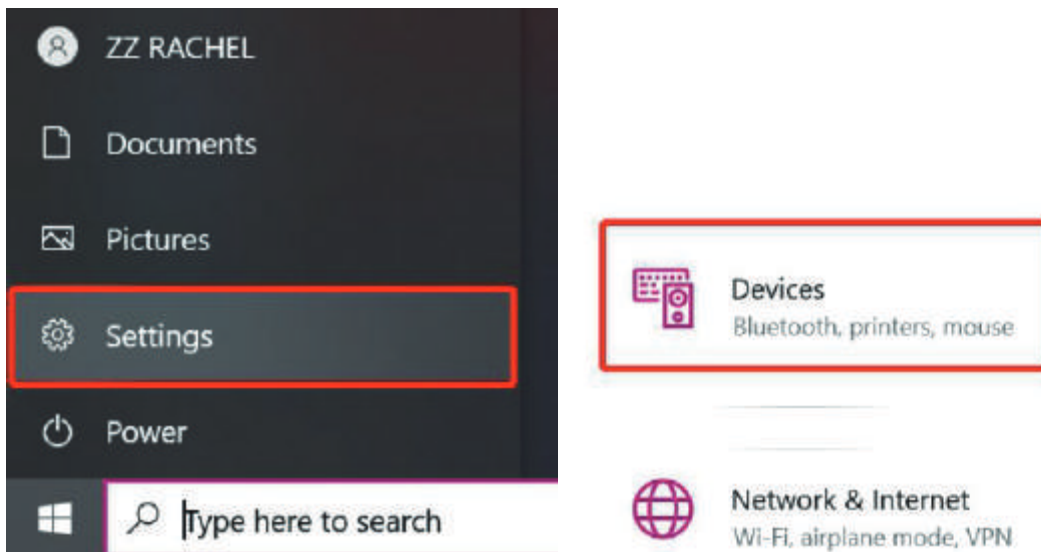 ZZ RACHEL
Documents
Pictures
Settings
Power
Type here to search
Devices
Bluetooth, printers, mouse
Network & Internet
Wi-Fi, airplane mode, VPN